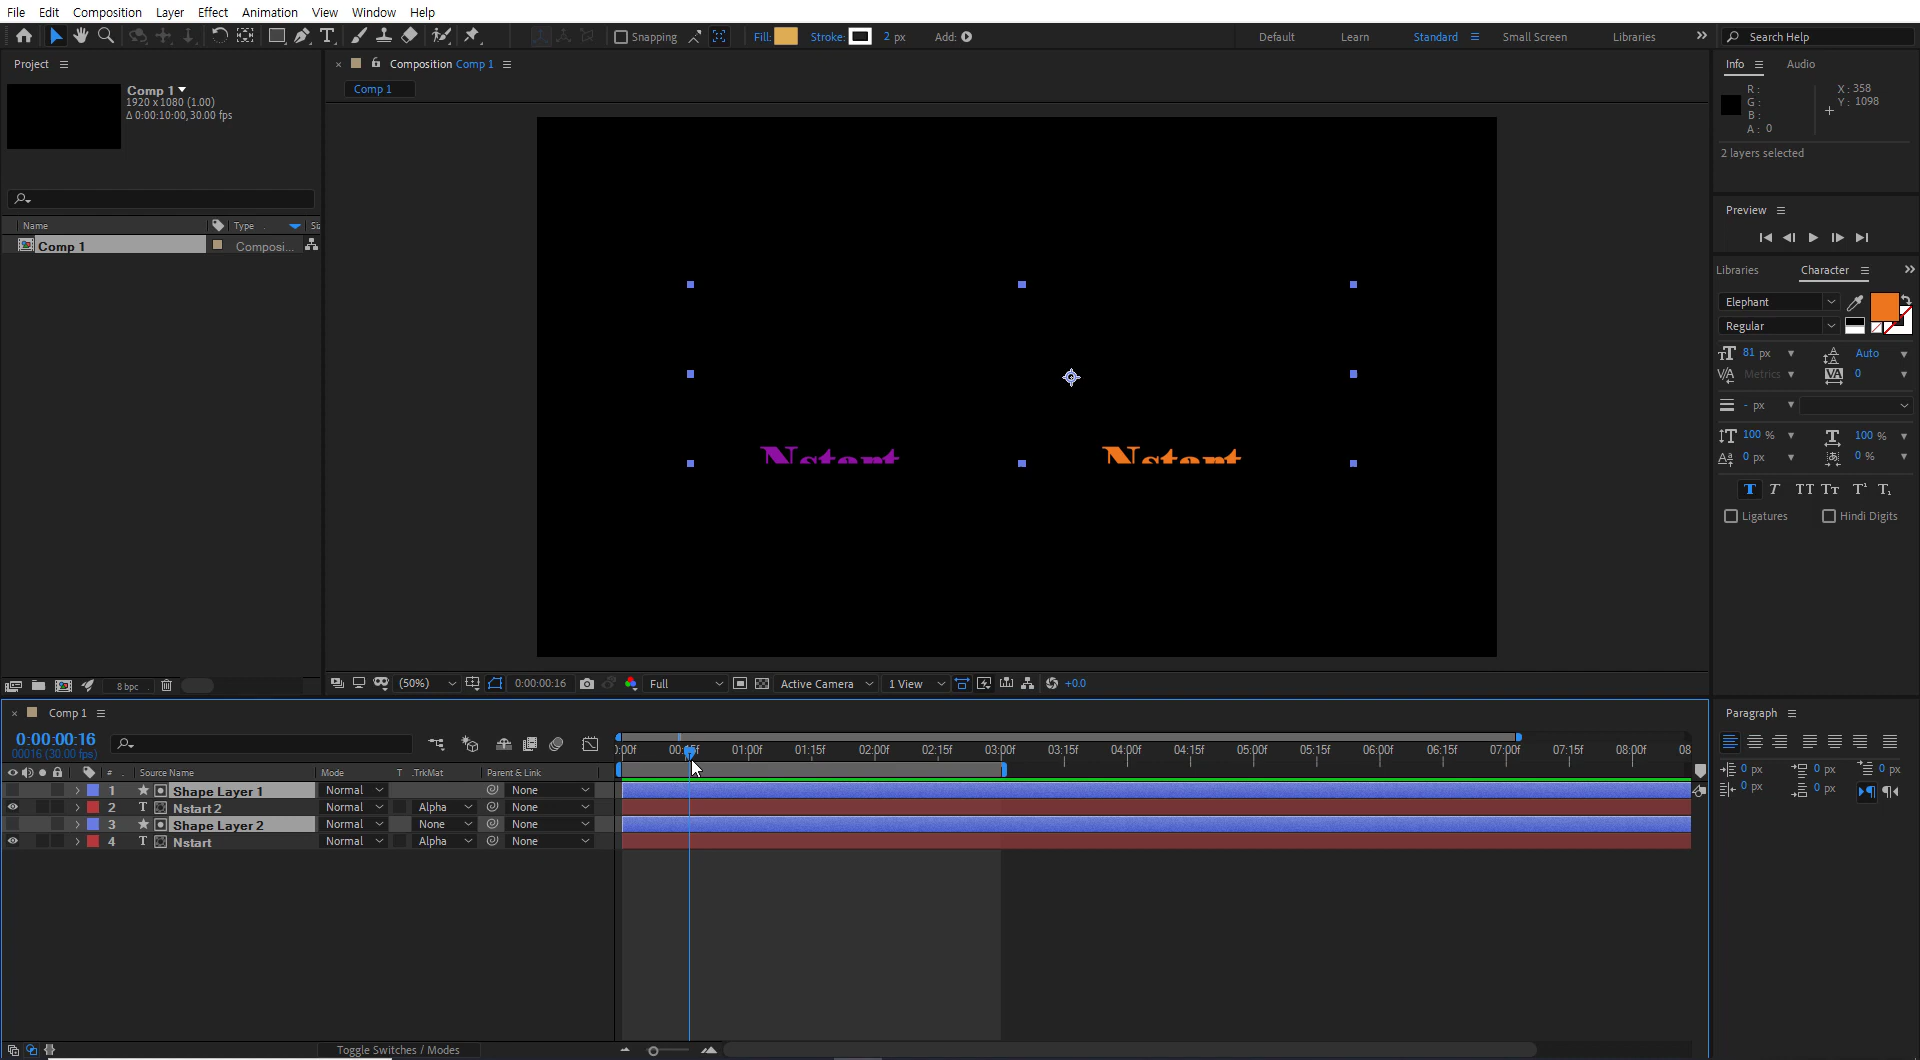 File Edit Composition Layer Effect Animation View Window Help
Snapping Fill: Stroke: 2 px Add: Default Learn Standard Small Screen Libraries Search Help
Project
Comp 1
1920 x 1080 (1.00)
Δ 0:00:10:00, 30.00 fps
Name Type
Comp 1 Composi...
8 bpc
Composition Comp 1
Comp 1
Nstart Nstart
(50%) 0:00:00:16 Full Active Camera 1 View +0.0
Info Audio
R: X: 358
G: Y: 1098
B:
A: 0
2 layers selected
Preview
Libraries Character
Elephant
Regular
81 px Auto
Metrics 0
- px
100 % 100 %
0 px 0 %
T T TT Tt T¹ T₁
Ligatures Hindi Digits
Paragraph
0 px 0 px 0 px
0 px 0 px
Comp 1
0:00:00:16
00016 (30.00 fps)
:00f 00:15f 01:00f 01:15f 02:00f 02:15f 03:00f 03:15f 04:00f 04:15f 05:00f 05:15f 06:00f 06:15f 07:00f 07:15f 08:00f 08
# Source Name Mode T .TrkMat Parent & Link
1 Shape Layer 1 Normal None
2 T Nstart 2 Normal Alpha None
3 Shape Layer 2 Normal None None
4 T Nstart Normal Alpha None
Toggle Switches / Modes